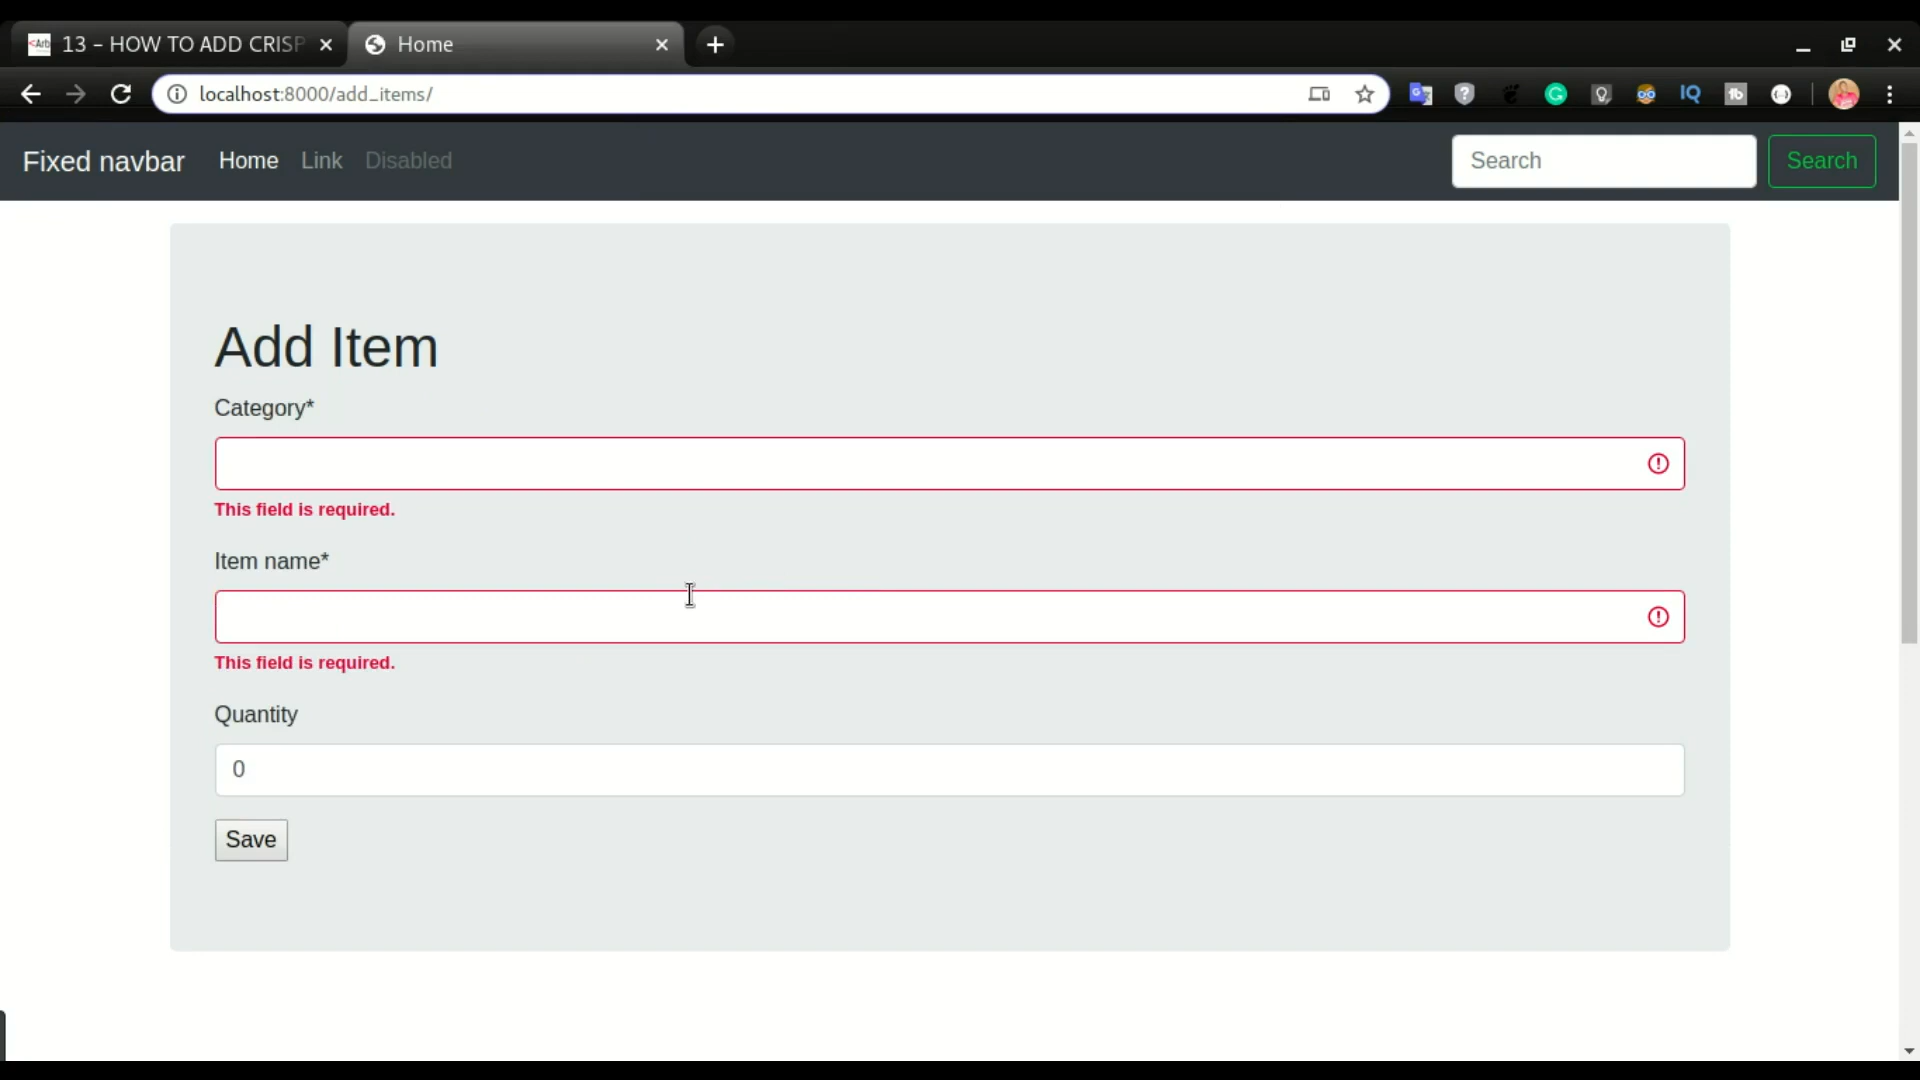 13 – HOW TO ADD CRISP
Home
localhost:8000/add_items/
Fixed navbar Home Link Disabled Search Search
Add Item
Category*
This field is required.
Item name*
This field is required.
Quantity
0
Save